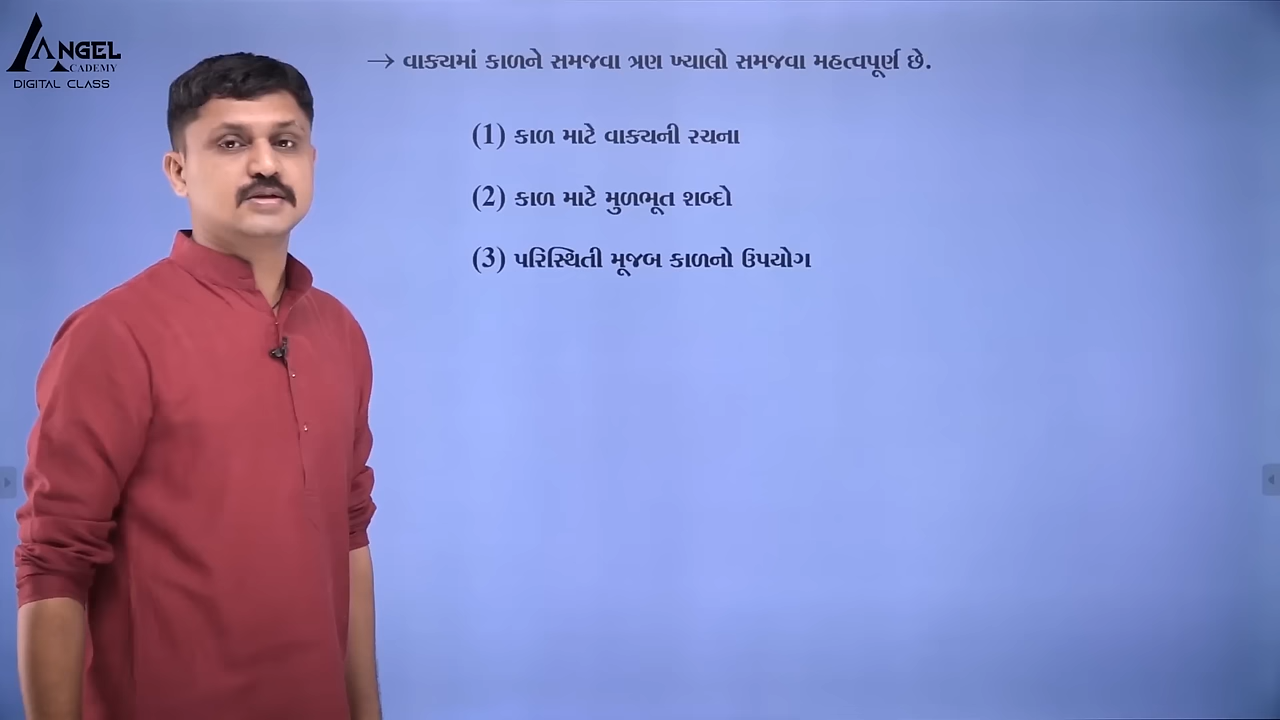 ANGEL
ACADEMY
DIGITAL CLASS
→ વાક્યમાં કાળને સમજવા ત્રણ ખ્યાલો સમજવા મહત્વપૂર્ણ છે.
(1) કાળ માટે વાક્યની રચના
(2) કાળ માટે મુળભૂત શબ્દો
(3) પરિસ્થિતી મૂજબ કાળનો ઉપયોગ